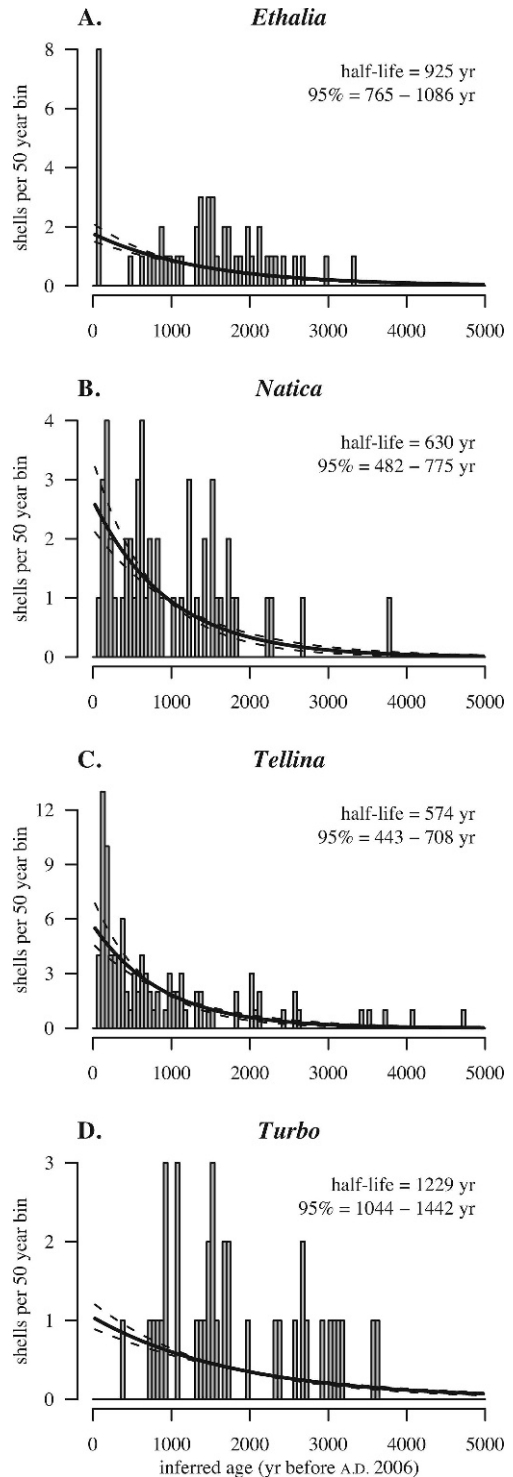 A. Ethalia
half-life = 925 yr
95% = 765 – 1086 yr
shells per 50 year bin
8
6
4
2
0
0 1000 2000 3000 4000 5000
B. Natica
half-life = 630 yr
95% = 482 – 775 yr
shells per 50 year bin
4
3
2
1
0
0 1000 2000 3000 4000 5000
C. Tellina
half-life = 574 yr
95% = 443 – 708 yr
shells per 50 year bin
12
9
6
3
0
0 1000 2000 3000 4000 5000
D. Turbo
half-life = 1229 yr
95% = 1044 – 1442 yr
shells per 50 year bin
3
2
1
0
0 1000 2000 3000 4000 5000
inferred age (yr before A.D. 2006)